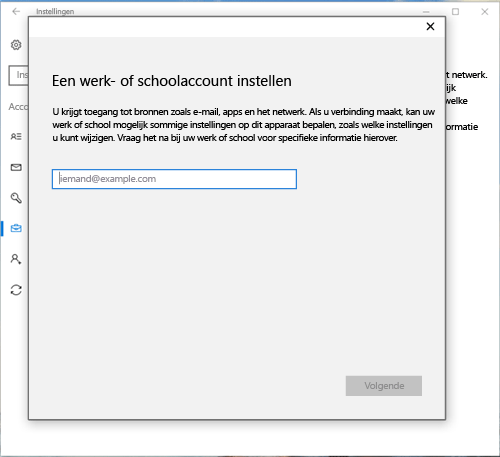 Instellingen
Een werk- of schoolaccount instellen
U krijgt toegang tot bronnen zoals e-mail, apps en het netwerk. Als u verbinding maakt, kan uw
werk of school mogelijk sommige instellingen op dit apparaat bepalen, zoals welke instellingen
u kunt wijzigen. Vraag het na bij uw werk of school voor specifieke informatie hierover.
iemand@example.com
Volgende
Ins
Acco
t netwerk.
ijk
welke
ormatie